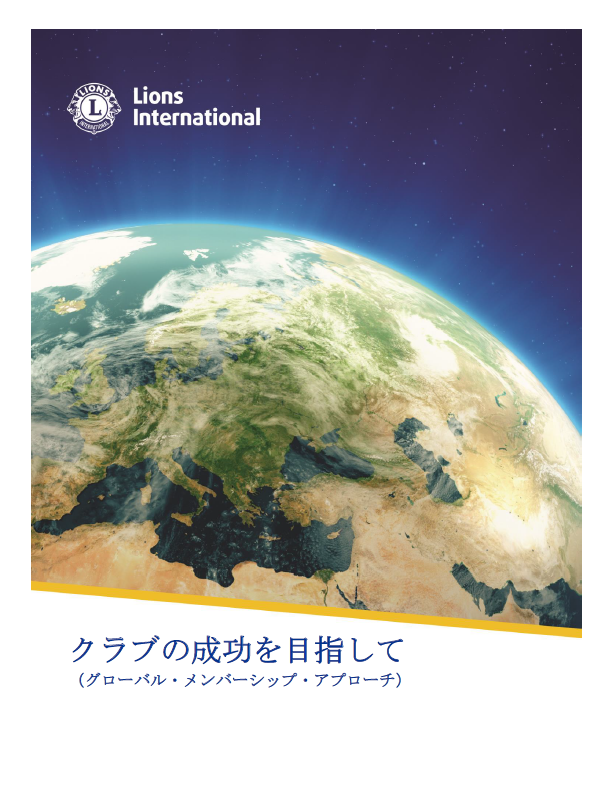 LIONS
L
INTERNATIONAL
Lions
International
クラブの成功を目指して
（グローバル・メンバーシップ・アプローチ）